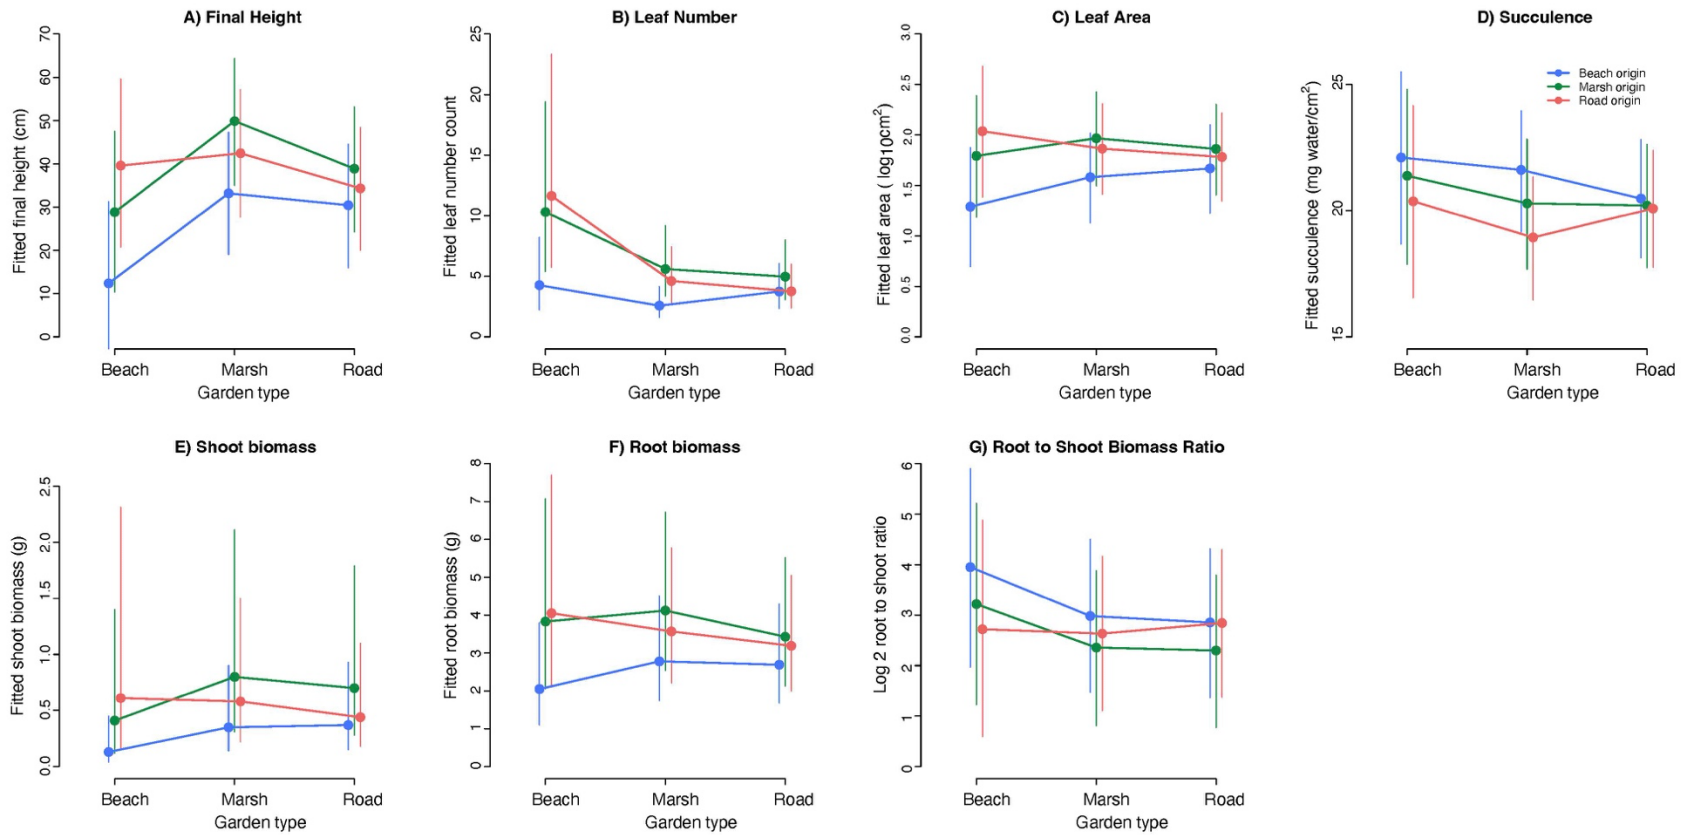 A) Final Height
Fitted final height (cm)
0 10 20 30 40 50 60 70
Beach Marsh Road
Garden type
B) Leaf Number
Fitted leaf number count
0 5 10 15 20 25
Beach Marsh Road
Garden type
C) Leaf Area
Fitted leaf area ( log10cm2)
0.0 0.5 1.0 1.5 2.0 2.5 3.0
Beach Marsh Road
Garden type
D) Succulence
Fitted succulence (mg water/cm2)
15 20 25
Beach origin
Marsh origin
Road origin
Beach Marsh Road
Garden type
E) Shoot biomass
Fitted shoot biomass (g)
0.0 0.5 1.0 1.5 2.0 2.5
Beach Marsh Road
Garden type
F) Root biomass
Fitted root biomass (g)
0 1 2 3 4 5 6 7 8
Beach Marsh Road
Garden type
G) Root to Shoot Biomass Ratio
Log 2 root to shoot ratio
0 1 2 3 4 5 6
Beach Marsh Road
Garden type